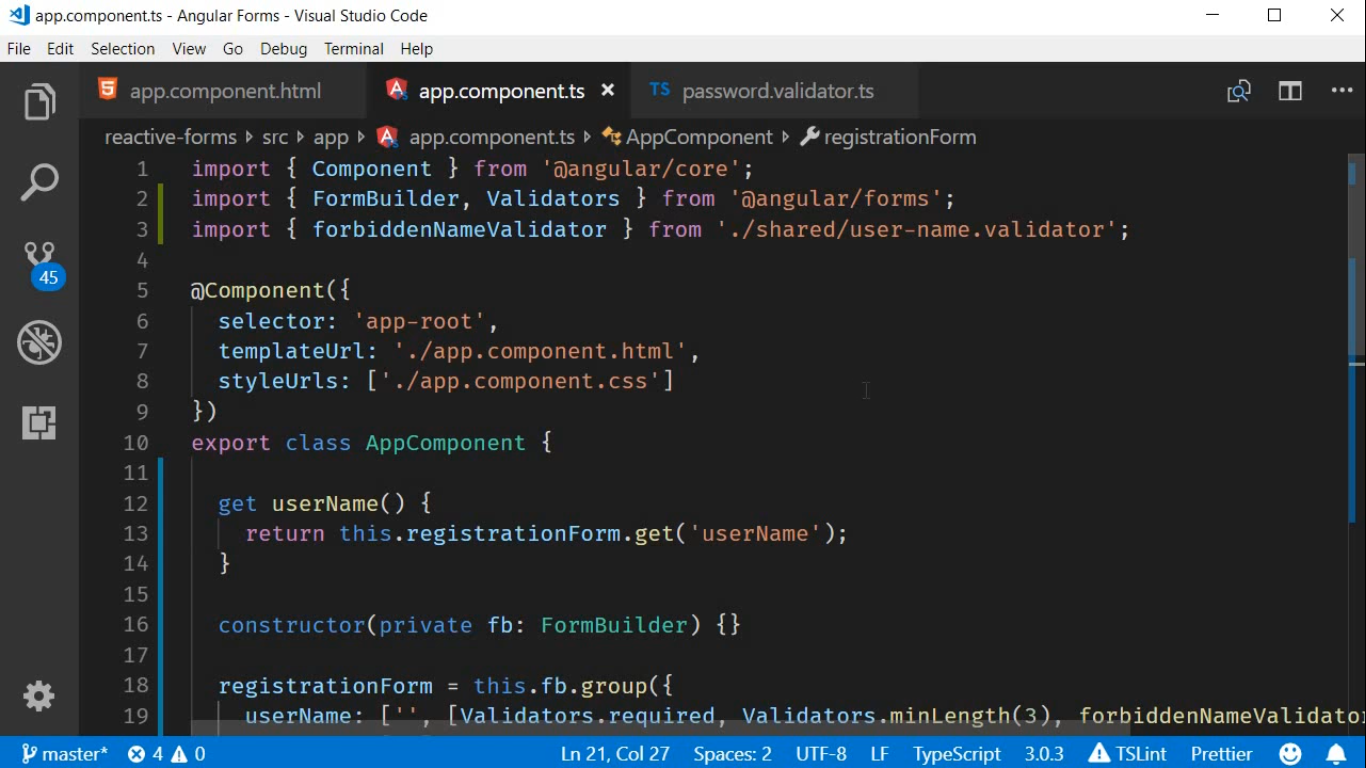 app.component.ts - Angular Forms - Visual Studio Code
File Edit Selection View Go Debug Terminal Help
app.component.html app.component.ts × TS password.validator.ts
reactive-forms src app app.component.ts AppComponent registrationForm
1 import { Component } from '@angular/core';
2 import { FormBuilder, Validators } from '@angular/forms';
3 import { forbiddenNameValidator } from './shared/user-name.validator';
4
45
5 @Component({
6 selector: 'app-root',
7 templateUrl: './app.component.html',
8 styleUrls: ['./app.component.css']
9 })
10 export class AppComponent {
11
12 get userName() {
13 return this.registrationForm.get('userName');
14 }
15
16 constructor(private fb: FormBuilder) {}
17
18 registrationForm = this.fb.group({
19 userName: ['', [Validators.required, Validators.minLength(3), forbiddenNameValidato
master* 4 0 Ln 21, Col 27 Spaces: 2 UTF-8 LF TypeScript 3.0.3 TSLint Prettier